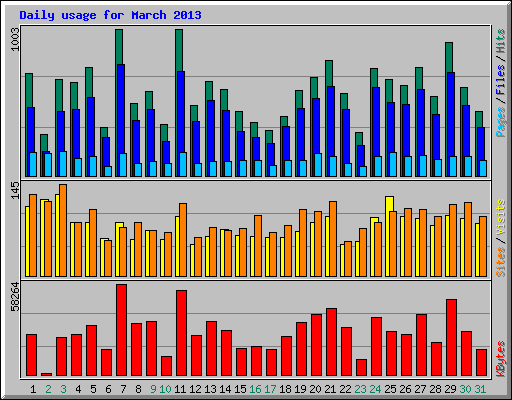 Daily usage for March 2013
1003
Pages / Files / Hits
145
Sites / Visits
58264
KBytes
1 2 3 4 5 6 7 8 9 10 11 12 13 14 15 16 17 18 19 20 21 22 23 24 25 26 27 28 29 30 31